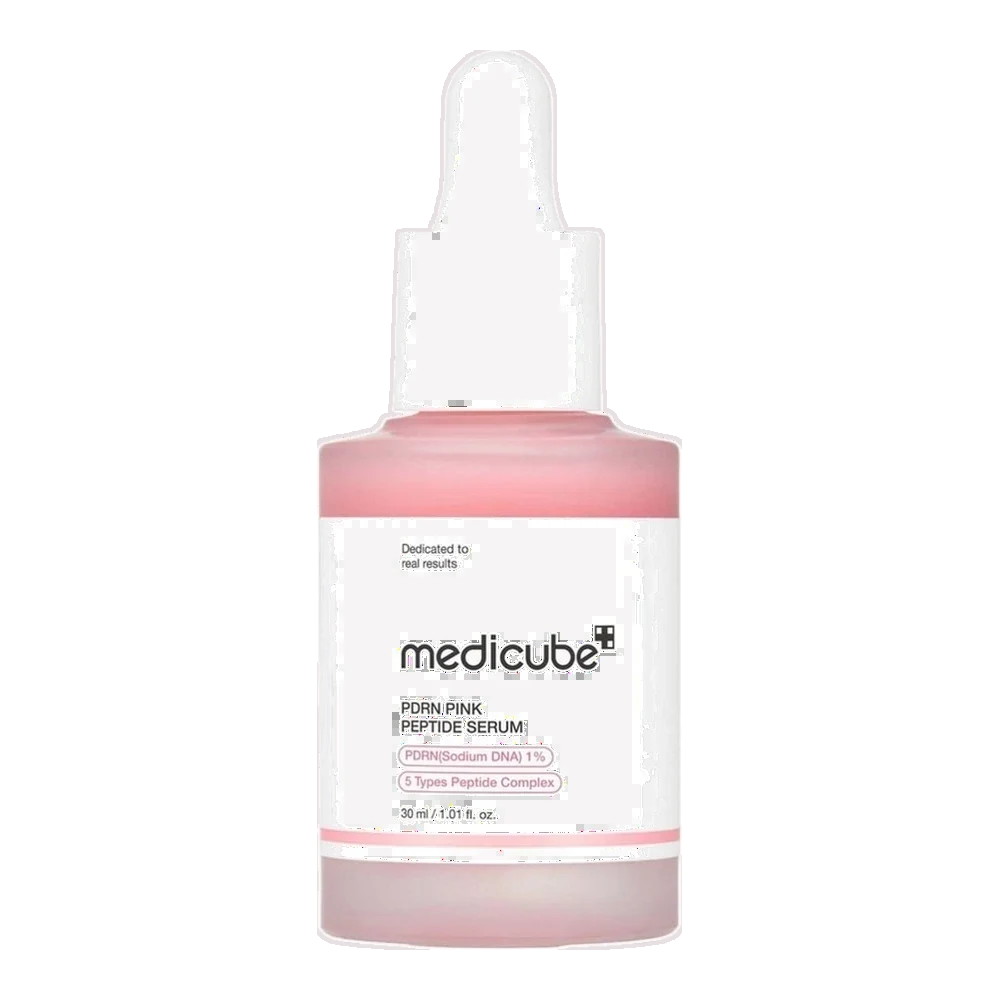 Dedicated to
real results
medicube
PDRN PINK
PEPTIDE SERUM
PDRN(Sodium DNA) 1%
5 Types Peptide Complex
30 ml / 1.01 fl. oz.